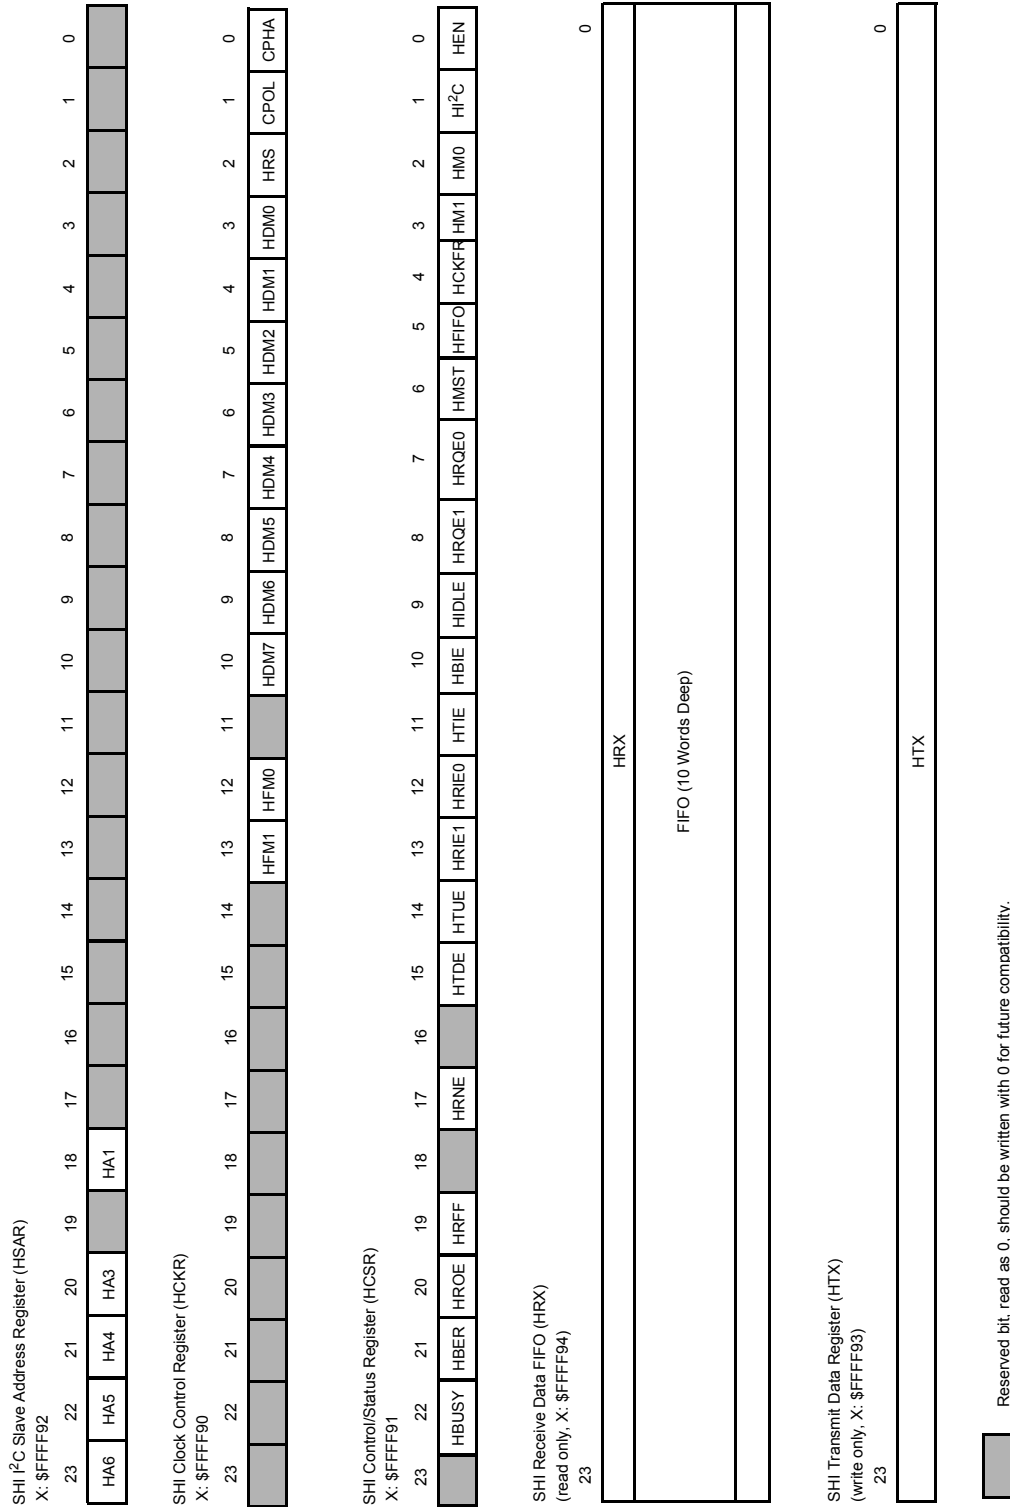 SHI I²C Slave Address Register (HSAR)
X: $FFFF92
23 22 21 20 19 18 17 16 15 14 13 12 11 10 9 8 7 6 5 4 3 2 1 0
HA6 HA5 HA4 HA3 HA1
SHI Clock Control Register (HCKR)
X: $FFFF90
23 22 21 20 19 18 17 16 15 14 13 12 11 10 9 8 7 6 5 4 3 2 1 0
HFM1 HFM0 HDM7 HDM6 HDM5 HDM4 HDM3 HDM2 HDM1 HDM0 HRS CPOL CPHA
SHI Control/Status Register (HCSR)
X: $FFFF91
23 22 21 20 19 18 17 16 15 14 13 12 11 10 9 8 7 6 5 4 3 2 1 0
HBUSY HBER HROE HRFF HRNE HTDE HTUE HRIE1 HRIE0 HTIE HBIE HIDLE HRQE1 HRQE0 HMST HFIFO HCKFR HM1 HM0 HI²C HEN
SHI Receive Data FIFO (HRX)
(read only, X: $FFFF94)
23 0
HRX
FIFO (10 Words Deep)
SHI Transmit Data Register (HTX)
(write only, X: $FFFF93)
23 0
HTX
Reserved bit, read as 0, should be written with 0 for future compatibility.